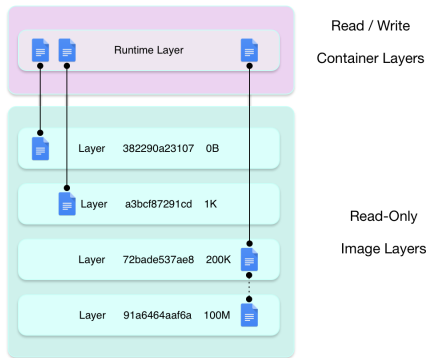 Read / Write
Container Layers
Runtime Layer
Layer 382290a23107 0B
Layer a3bcf87291cd 1K
Layer 72bade537ae8 200K
Layer 91a6464aaf6a 100M
Read-Only
Image Layers